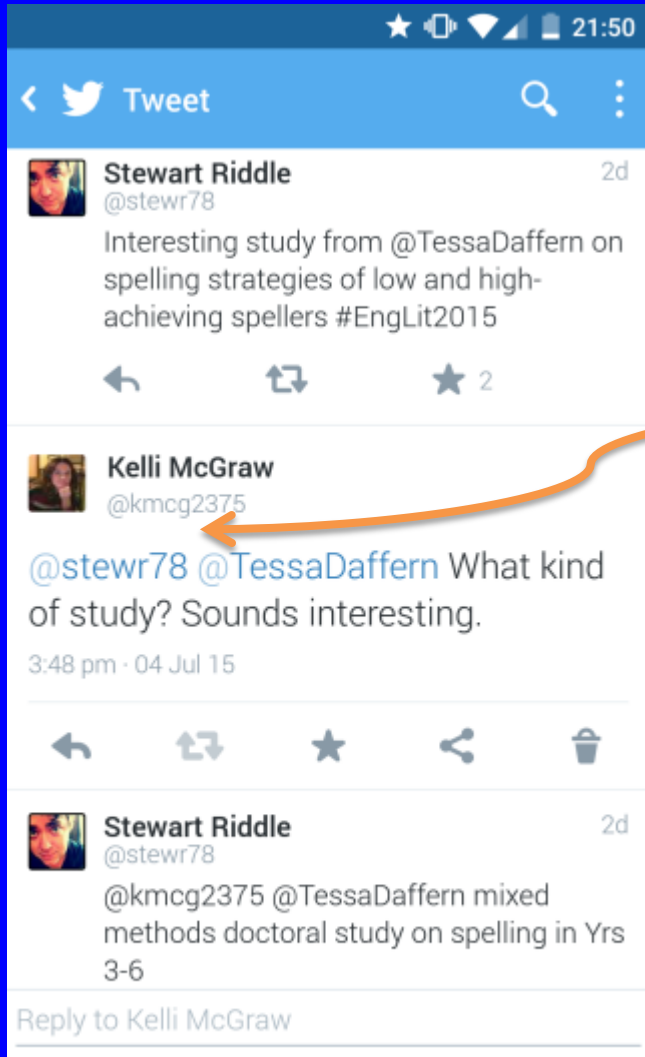 21:50
Tweet
Stewart Riddle 2d
@stewr78
Interesting study from @TessaDaffern on
spelling strategies of low and high-
achieving spellers #EngLit2015
2
Kelli McGraw
@kmcg2375
@stewr78 @TessaDaffern What kind
of study? Sounds interesting.
3:48 pm · 04 Jul 15
Stewart Riddle 2d
@stewr78
@kmcg2375 @TessaDaffern mixed
methods doctoral study on spelling in Yrs
3-6
Reply to Kelli McGraw